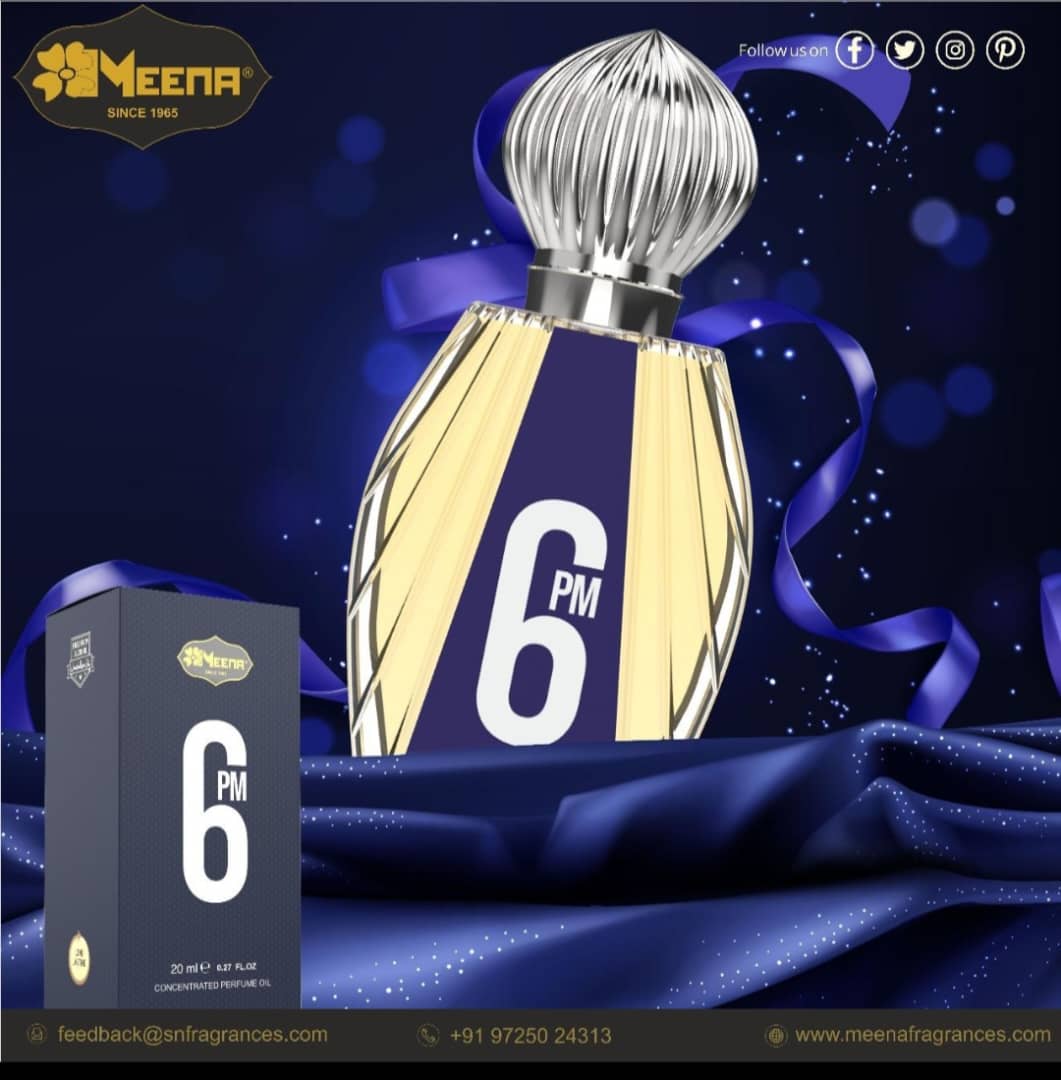 MEENA®
SINCE 1965
Follow us on
6
PM
MEENA
6
PM
20 ml ℮ 0.27 FL.OZ
CONCENTRATED PERFUME OIL
feedback@snfragrances.com
+91 97250 24313
www.meenafragrances.com